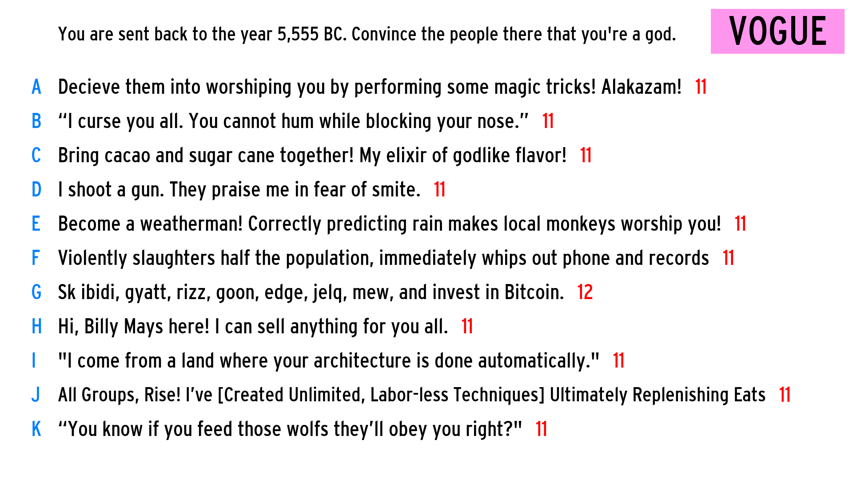 You are sent back to the year 5,555 BC. Convince the people there that you're a god.
VOGUE
A Decieve them into worshiping you by performing some magic tricks! Alakazam! 11
B “I curse you all. You cannot hum while blocking your nose.” 11
C Bring cacao and sugar cane together! My elixir of godlike flavor! 11
D I shoot a gun. They praise me in fear of smite. 11
E Become a weatherman! Correctly predicting rain makes local monkeys worship you! 11
F Violently slaughters half the population, immediately whips out phone and records 11
G Sk ibidi, gyatt, rizz, goon, edge, jelq, mew, and invest in Bitcoin. 12
H Hi, Billy Mays here! I can sell anything for you all. 11
I "I come from a land where your architecture is done automatically." 11
J All Groups, Rise! I’ve [Created Unlimited, Labor-less Techniques] Ultimately Replenishing Eats 11
K “You know if you feed those wolfs they’ll obey you right?" 11